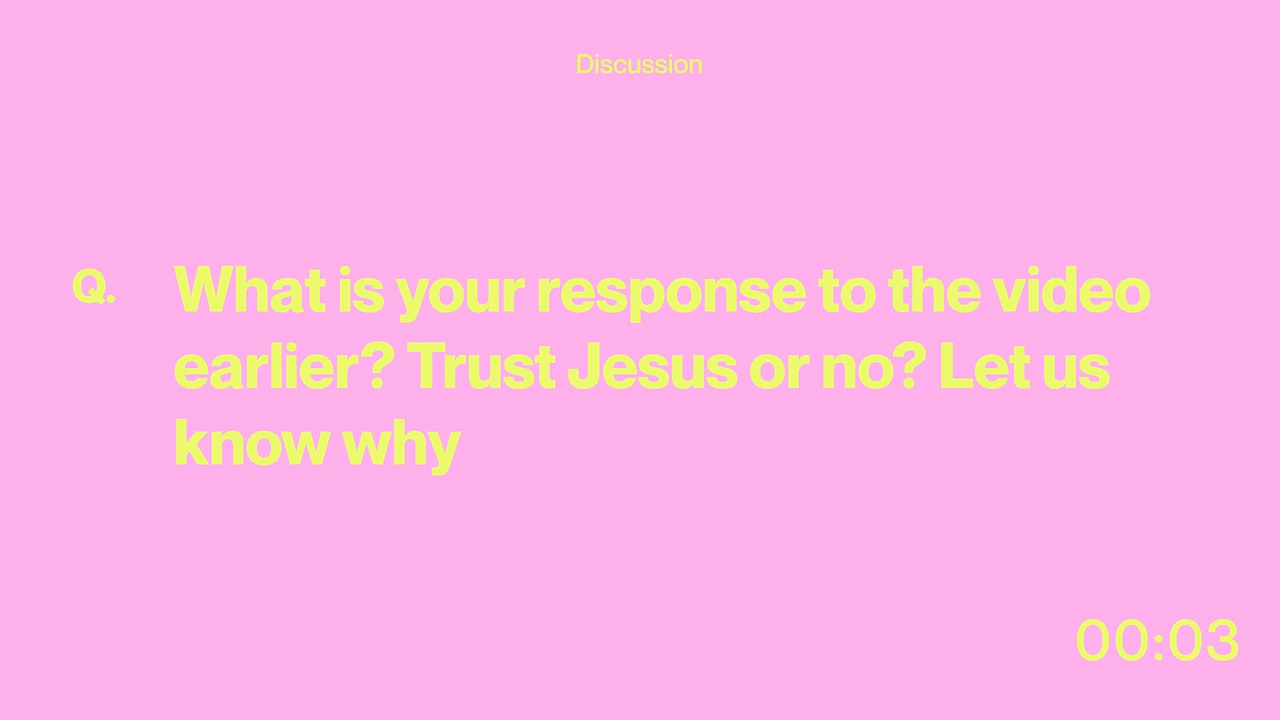 Discussion
Q. What is your response to the video
earlier? Trust Jesus or no? Let us
know why
00:03